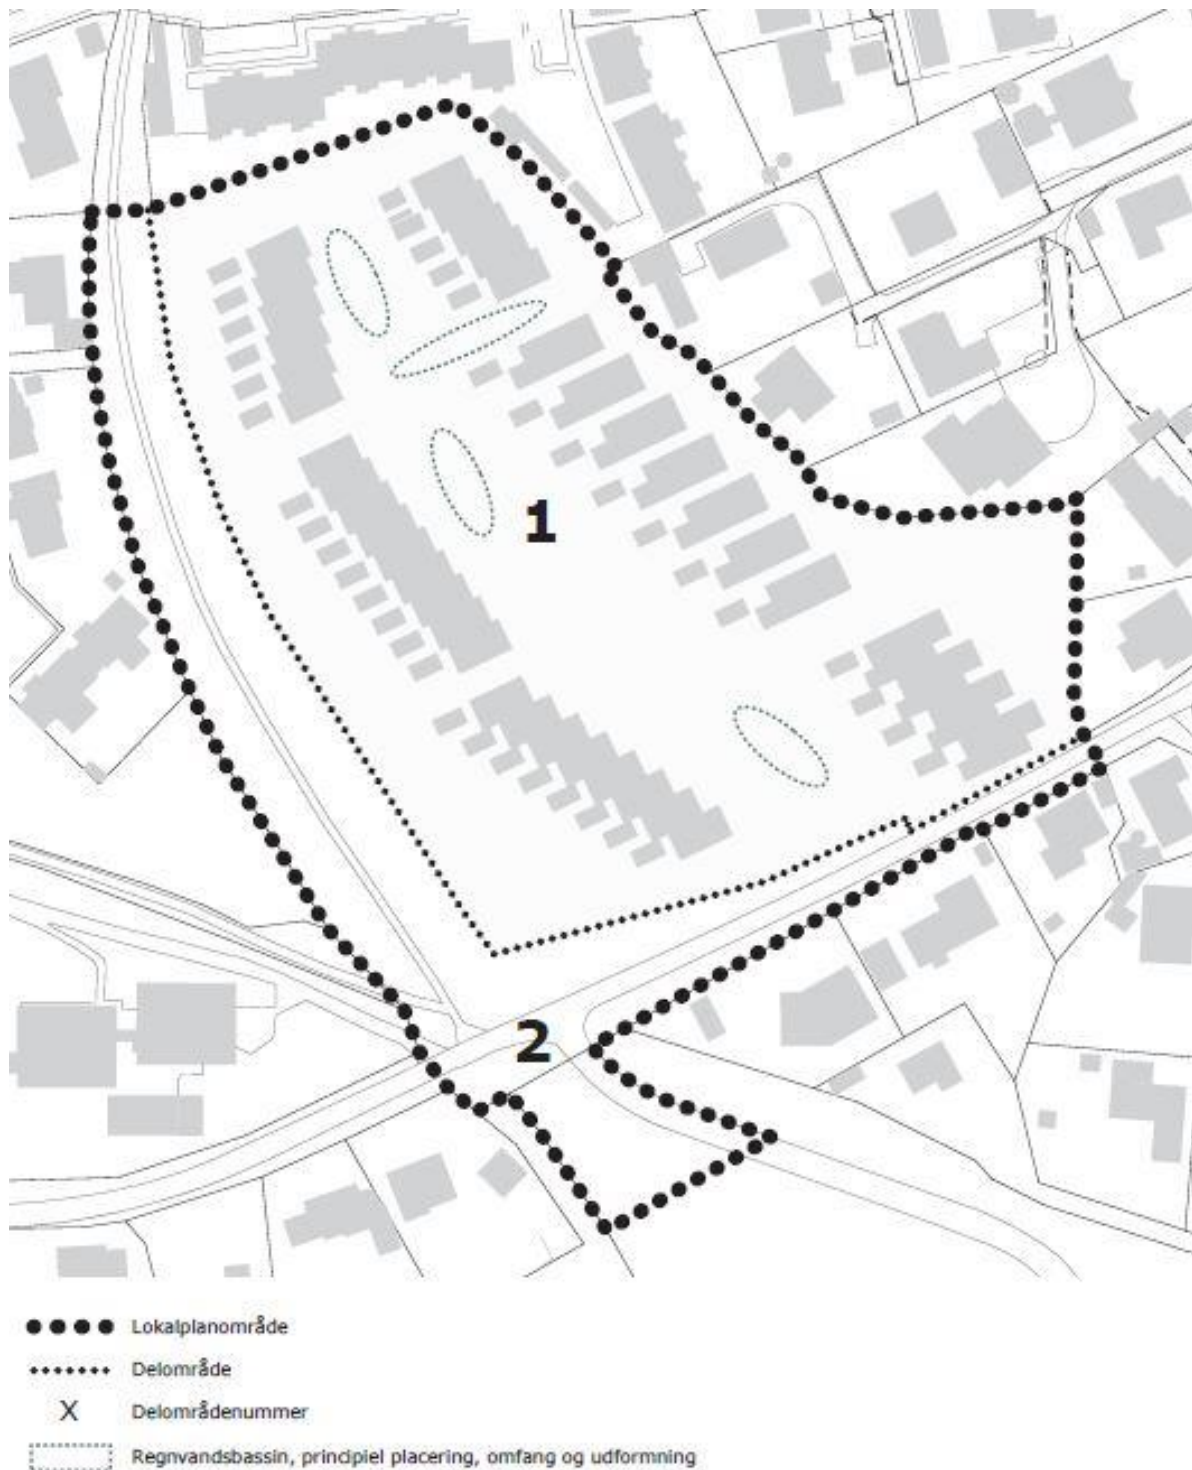 1
2
Lokalplanområde
Delområde
X Delområdenummer
Regnvandsbassin, principiel placering, omfang og udformning